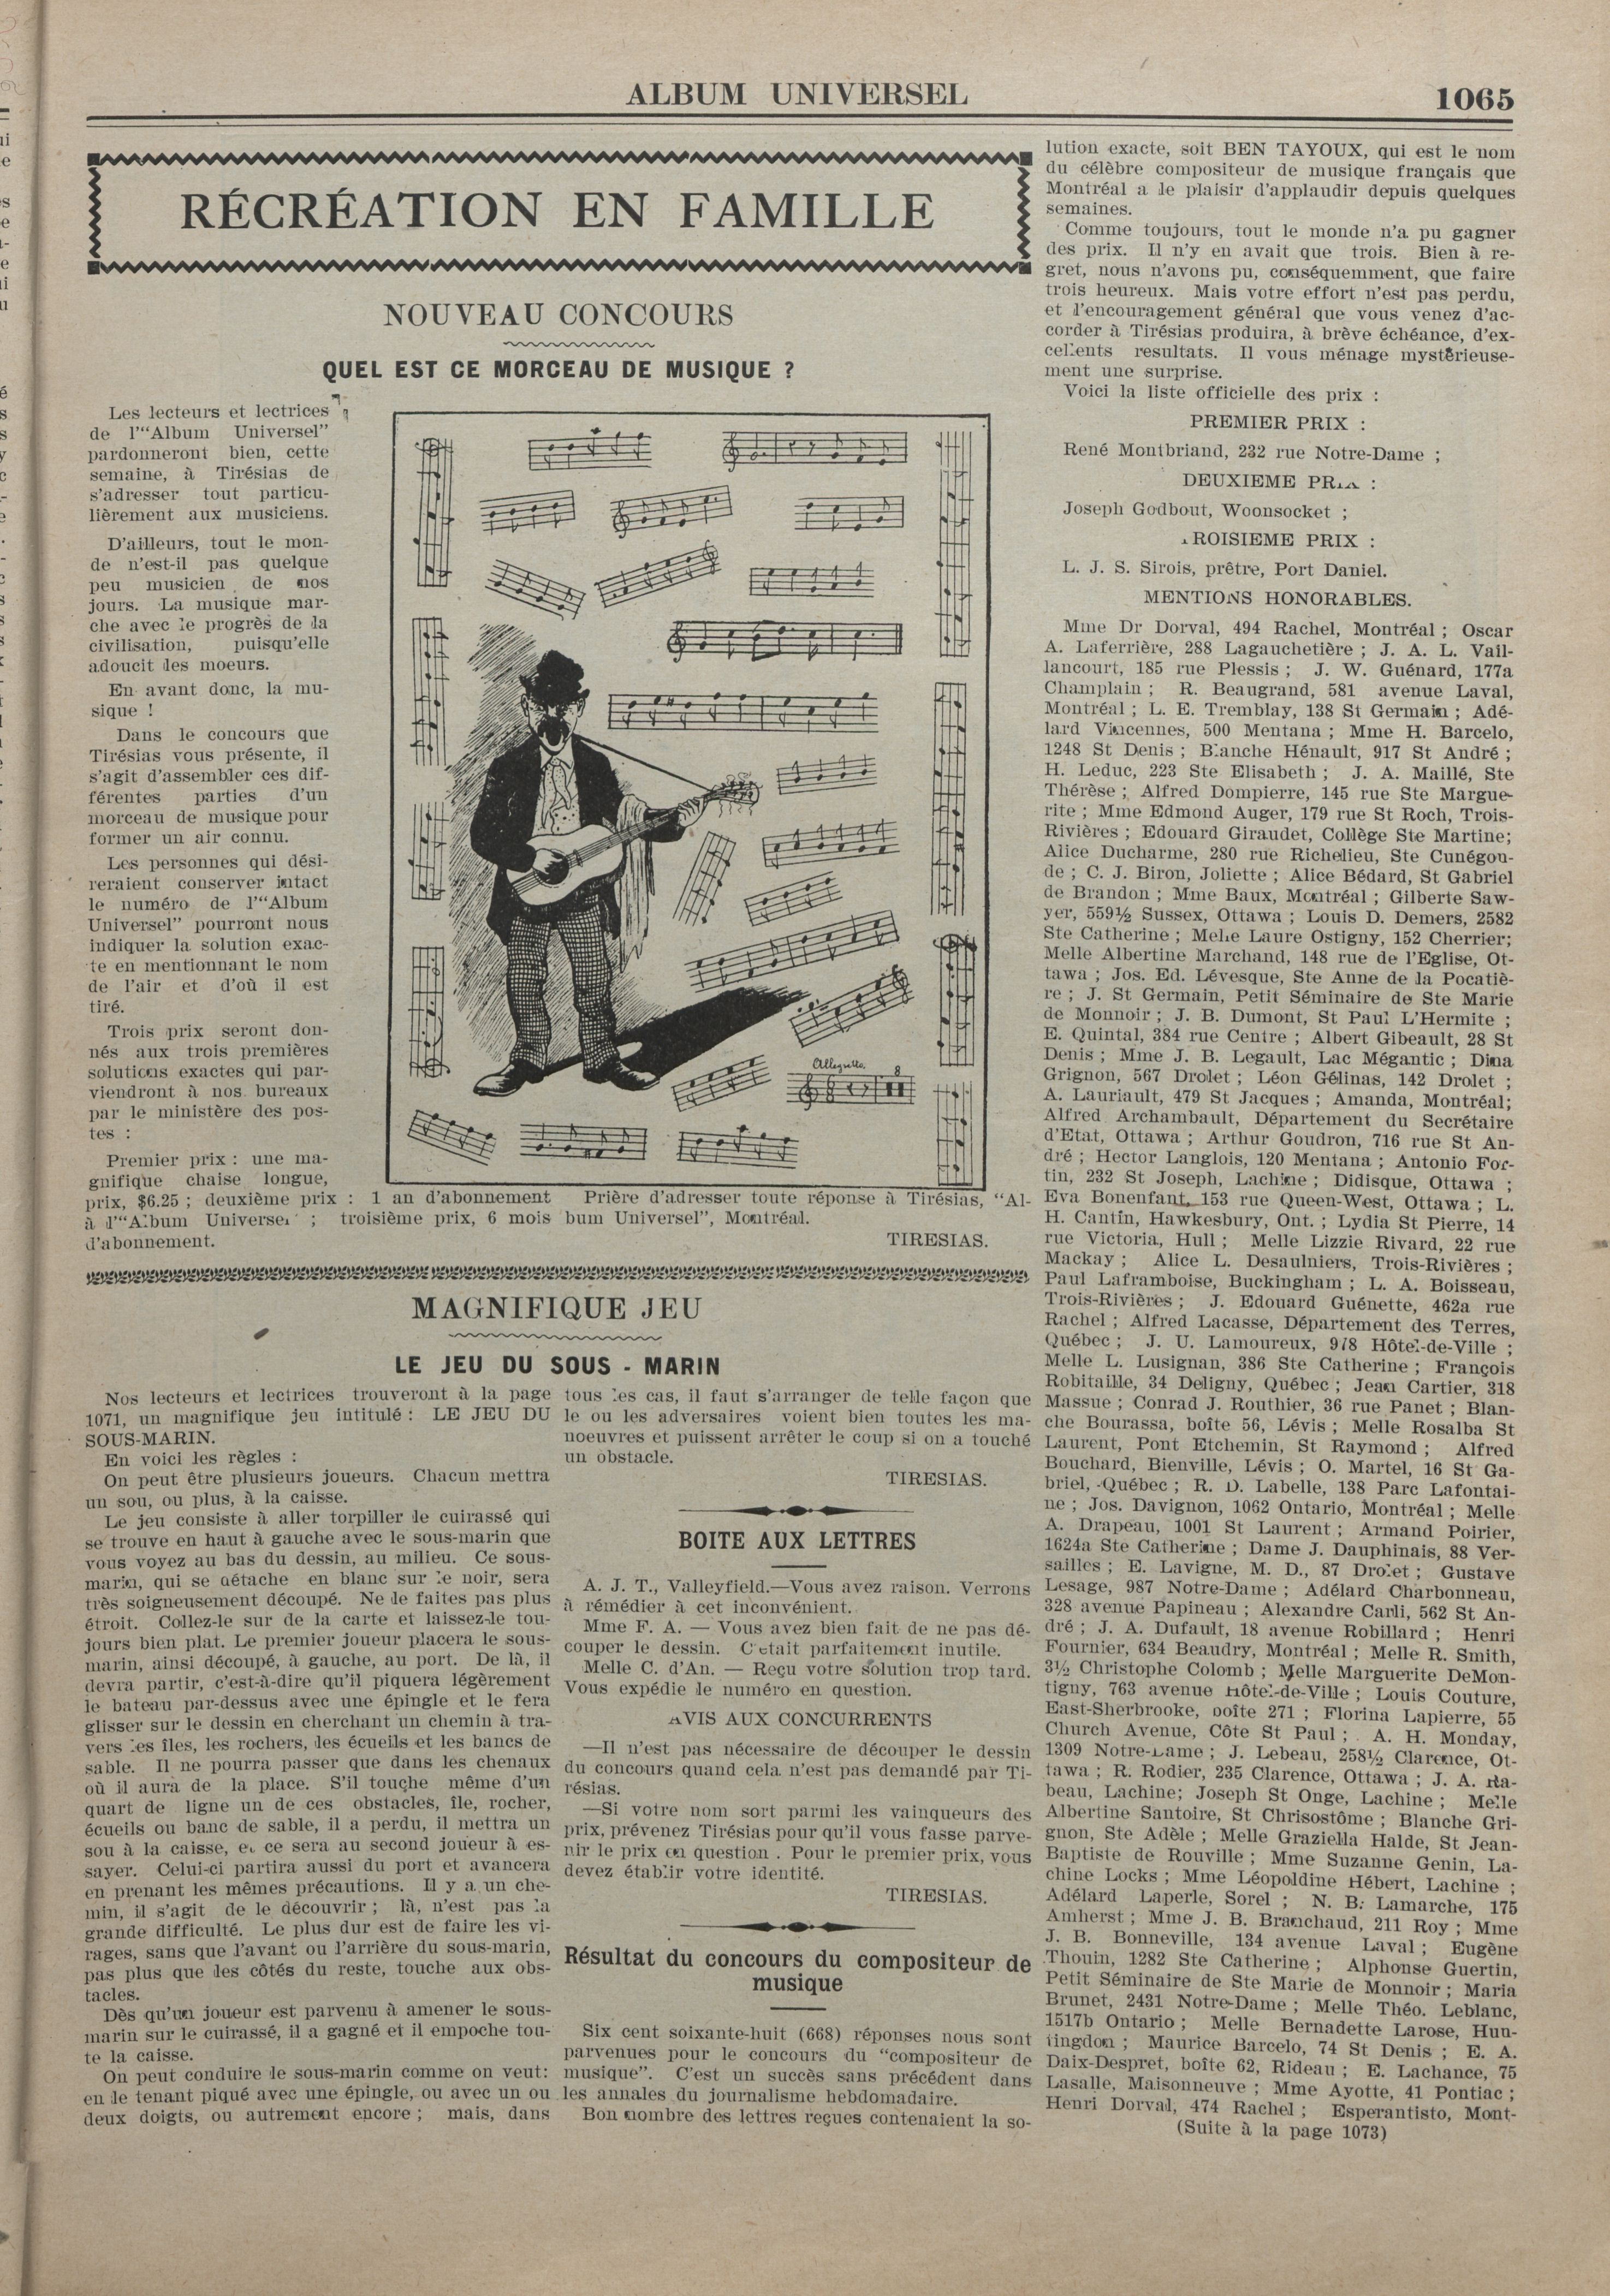 ALBUM UNIVERSEL
1065
RÉCRÉATION EN FAMILLE
NOUVEAU CONCOURS
QUEL EST CE MORCEAU DE MUSIQUE ?
Les lecteurs et lectrices
de l'"Album Universel"
pardonneront bien, cette
semaine, à Tirésias de
s'adresser tout particu-
lièrement aux musiciens.
D'ailleurs, tout le mon-
de n'est-il pas quelque
peu musicien de nos
jours. La musique mar-
che avec le progrès de la
civilisation, puisqu'elle
adoucit les moeurs.
En avant donc, la mu-
sique !
Dans le concours que
Tirésias vous présente, il
s'agit d'assembler ces dif-
férentes parties d'un
morceau de musique pour
former un air connu.
Les personnes qui dési-
reraient conserver intact
le numéro de l'"Album
Universel" pourront nous
indiquer la solution exac-
te en mentionnant le nom
de l'air et d'où il est
tiré.
Trois prix seront don-
nés aux trois premières
solutions exactes qui par-
viendront à nos bureaux
par le ministère des pos-
tes :
Premier prix : une ma-
gnifique chaise longue,
prix, $6.25 ; deuxième prix : 1 an d'abonnement
à l'"Album Universel" ; troisième prix, 6 mois
d'abonnement.
Allegretto.
8
Prière d'adresser toute réponse à Tirésias, "Al-
bum Universel", Montréal.
TIRESIAS.
MAGNIFIQUE JEU
LE JEU DU SOUS - MARIN
Nos lecteurs et lectrices trouveront à la page
1071, un magnifique jeu intitulé : LE JEU DU
SOUS-MARIN.
En voici les règles :
On peut être plusieurs joueurs. Chacun mettra
un sou, ou plus, à la caisse.
Le jeu consiste à aller torpiller le cuirassé qui
se trouve en haut à gauche avec le sous-marin que
vous voyez au bas du dessin, au milieu. Ce sous-
marin, qui se détache en blanc sur le noir, sera
très soigneusement découpé. Ne le faites pas plus
étroit. Collez-le sur de la carte et laissez-le tou-
jours bien plat. Le premier joueur placera le sous-
marin, ainsi découpé, à gauche, au port. De là, il
devra partir, c'est-à-dire qu'il piquera légèrement
le bateau par-dessus avec une épingle et le fera
glisser sur le dessin en cherchant un chemin à tra-
vers les îles, les rochers, les écueils et les bancs de
sable. Il ne pourra passer que dans les chenaux
où il aura de la place. S'il touche même d'un
quart de ligne un de ces obstacles, île, rocher,
écueils ou banc de sable, il a perdu, il mettra un
sou à la caisse, et ce sera au second joueur à es-
sayer. Celui-ci partira aussi du port et avancera
en prenant les mêmes précautions. Il y a un che-
min, il s'agit de le découvrir ; là, n'est pas la
grande difficulté. Le plus dur est de faire les vi-
rages, sans que l'avant ou l'arrière du sous-marin,
pas plus que les côtés du reste, touche aux obs-
tacles.
Dès qu'un joueur est parvenu à amener le sous-
marin sur le cuirassé, il a gagné et il empoche tou-
te la caisse.
On peut conduire le sous-marin comme on veut:
en le tenant piqué avec une épingle, ou avec un ou
deux doigts, ou autrement encore ; mais, dans
tous les cas, il faut s'arranger de telle façon que
le ou les adversaires voient bien toutes les ma-
noeuvres et puissent arrêter le coup si on a touché
un obstacle.
TIRESIAS.
BOITE AUX LETTRES
A. J. T., Valleyfield.—Vous avez raison. Verrons
à rémédier à cet inconvénient.
Mme F. A. — Vous avez bien fait de ne pas dé-
couper le dessin. C'etait parfaitement inutile.
Melle C. d'An. — Reçu votre solution trop tard.
Vous expédie le numéro en question.
AVIS AUX CONCURRENTS
—Il n'est pas nécessaire de découper le dessin
du concours quand cela n'est pas demandé par Ti-
résias.
—Si votre nom sort parmi les vainqueurs des
prix, prévenez Tirésias pour qu'il vous fasse parve-
nir le prix en question . Pour le premier prix, vous
devez établir votre identité.
TIRESIAS.
Résultat du concours du compositeur de
musique
Six cent soixante-huit (668) réponses nous sont
parvenues pour le concours du "compositeur de
musique". C'est un succès sans précédent dans
les annales du journalisme hebdomadaire.
Bon nombre des lettres reçues contenaient la so-
lution exacte, soit BEN TAYOUX, qui est le nom
du célèbre compositeur de musique français que
Montréal a le plaisir d'applaudir depuis quelques
semaines.
Comme toujours, tout le monde n'a pu gagner
des prix. Il n'y en avait que trois. Bien à re-
gret, nous n'avons pu, conséquemment, que faire
trois heureux. Mais votre effort n'est pas perdu,
et l'encouragement général que vous venez d'ac-
corder à Tirésias produira, à brève échéance, d'ex-
cellents resultats. Il vous ménage mystérieuse-
ment une surprise.
Voici la liste officielle des prix :
PREMIER PRIX :
René Montbriand, 232 rue Notre-Dame ;
DEUXIEME PRIX :
Joseph Godbout, Woonsocket ;
TROISIEME PRIX :
L. J. S. Sirois, prêtre, Port Daniel.
MENTIONS HONORABLES.
Mme Dr Dorval, 494 Rachel, Montréal ; Oscar
A. Laferrière, 288 Lagauchetière ; J. A. L. Vail-
lancourt, 185 rue Plessis ; J. W. Guénard, 177a
Champlain ; R. Beaugrand, 581 avenue Laval,
Montréal ; L. E. Tremblay, 138 St Germain ; Adé-
lard Vincennes, 500 Mentana ; Mme H. Barcelo,
1248 St Denis ; Blanche Hénault, 917 St André ;
H. Leduc, 223 Ste Elisabeth ; J. A. Maillé, Ste
Thérèse ; Alfred Dompierre, 145 rue Ste Margue-
rite ; Mme Edmond Auger, 179 rue St Roch, Trois-
Rivières ; Edouard Giraudet, Collège Ste Martine;
Alice Ducharme, 280 rue Richelieu, Ste Cunégon-
de ; C. J. Biron, Joliette ; Alice Bédard, St Gabriel
de Brandon ; Mme Baux, Montréal ; Gilberte Saw-
yer, 559½ Sussex, Ottawa ; Louis D. Demers, 2582
Ste Catherine ; Melle Laure Ostigny, 152 Cherrier;
Melle Albertine Marchand, 148 rue de l'Eglise, Ot-
tawa ; Jos. Ed. Lévesque, Ste Anne de la Pocatiè-
re ; J. St Germain, Petit Séminaire de Ste Marie
de Monnoir ; J. B. Dumont, St Paul L'Hermite ;
E. Quintal, 384 rue Centre ; Albert Gibeault, 28 St
Denis ; Mme J. B. Legault, Lac Mégantic ; Dina
Grignon, 567 Drolet ; Léon Gélinas, 142 Drolet ;
A. Lauriault, 479 St Jacques ; Amanda, Montréal;
Alfred Archambault, Département du Secrétaire
d'Etat, Ottawa ; Arthur Goudron, 716 rue St An-
dré ; Hector Langlois, 120 Mentana ; Antonio For-
tin, 232 St Joseph, Lachine ; Didisque, Ottawa ;
Eva Bonenfant, 153 rue Queen-West, Ottawa ; L.
H. Cantin, Hawkesbury, Ont. ; Lydia St Pierre, 14
rue Victoria, Hull ; Melle Lizzie Rivard, 22 rue
Mackay ; Alice L. Desaulniers, Trois-Rivières ;
Paul Laframboise, Buckingham ; L. A. Boisseau,
Trois-Rivières ; J. Edouard Guénette, 462a rue
Rachel ; Alfred Lacasse, Département des Terres,
Québec ; J. U. Lamoureux, 978 Hôtel-de-Ville ;
Melle L. Lusignan, 386 Ste Catherine ; François
Robitaille, 34 Deligny, Québec ; Jean Cartier, 318
Massue ; Conrad J. Routhier, 36 rue Panet ; Blan-
che Bourassa, boîte 56, Lévis ; Melle Rosalba St
Laurent, Pont Etchemin, St Raymond ; Alfred
Bouchard, Bienville, Lévis ; O. Martel, 16 St Ga-
briel, Québec ; R. D. Labelle, 138 Parc Lafontai-
ne ; Jos. Davignon, 1062 Ontario, Montréal ; Melle
A. Drapeau, 1001 St Laurent ; Armand Poirier,
1624a Ste Catherine ; Dame J. Dauphinais, 88 Ver-
sailles ; E. Lavigne, M. D., 87 Drolet ; Gustave
Lesage, 987 Notre-Dame ; Adélard Charbonneau,
328 avenue Papineau ; Alexandre Carli, 562 St An-
dré ; J. A. Dufault, 18 avenue Robillard ; Henri
Fournier, 634 Beaudry, Montréal ; Melle R. Smith,
3½ Christophe Colomb ; Melle Marguerite DeMon-
tigny, 763 avenue Hôtel-de-Ville ; Louis Couture,
East-Sherbrooke, boîte 271 ; Florina Lapierre, 55
Church Avenue, Côte St Paul ; A. H. Monday,
1309 Notre-Dame ; J. Lebeau, 258½ Clarence, Ot-
tawa ; R. Rodier, 235 Clarence, Ottawa ; J. A. Ra-
beau, Lachine; Joseph St Onge, Lachine ; Melle
Albertine Santoire, St Chrisostôme ; Blanche Gri-
gnon, Ste Adèle ; Melle Graziella Halde, St Jean-
Baptiste de Rouville ; Mme Suzanne Genin, La-
chine Locks ; Mme Léopoldine Hébert, Lachine ;
Adélard Laperle, Sorel ; N. B. Lamarche, 175
Amherst ; Mme J. B. Branchaud, 211 Roy ; Mme
J. B. Bonneville, 134 avenue Laval ; Eugène
Thouin, 1282 Ste Catherine ; Alphonse Guertin,
Petit Séminaire de Ste Marie de Monnoir ; Maria
Brunet, 2431 Notre-Dame ; Melle Théo. Leblanc,
1517b Ontario ; Melle Bernadette Larose, Hun-
tingdon ; Maurice Barcelo, 74 St Denis ; E. A.
Daix-Despret, boîte 62, Rideau ; E. Lachance, 75
Lasalle, Maisonneuve ; Mme Ayotte, 41 Pontiac ;
Henri Dorval, 474 Rachel ; Esperantisto, Mont-
(Suite à la page 1073)